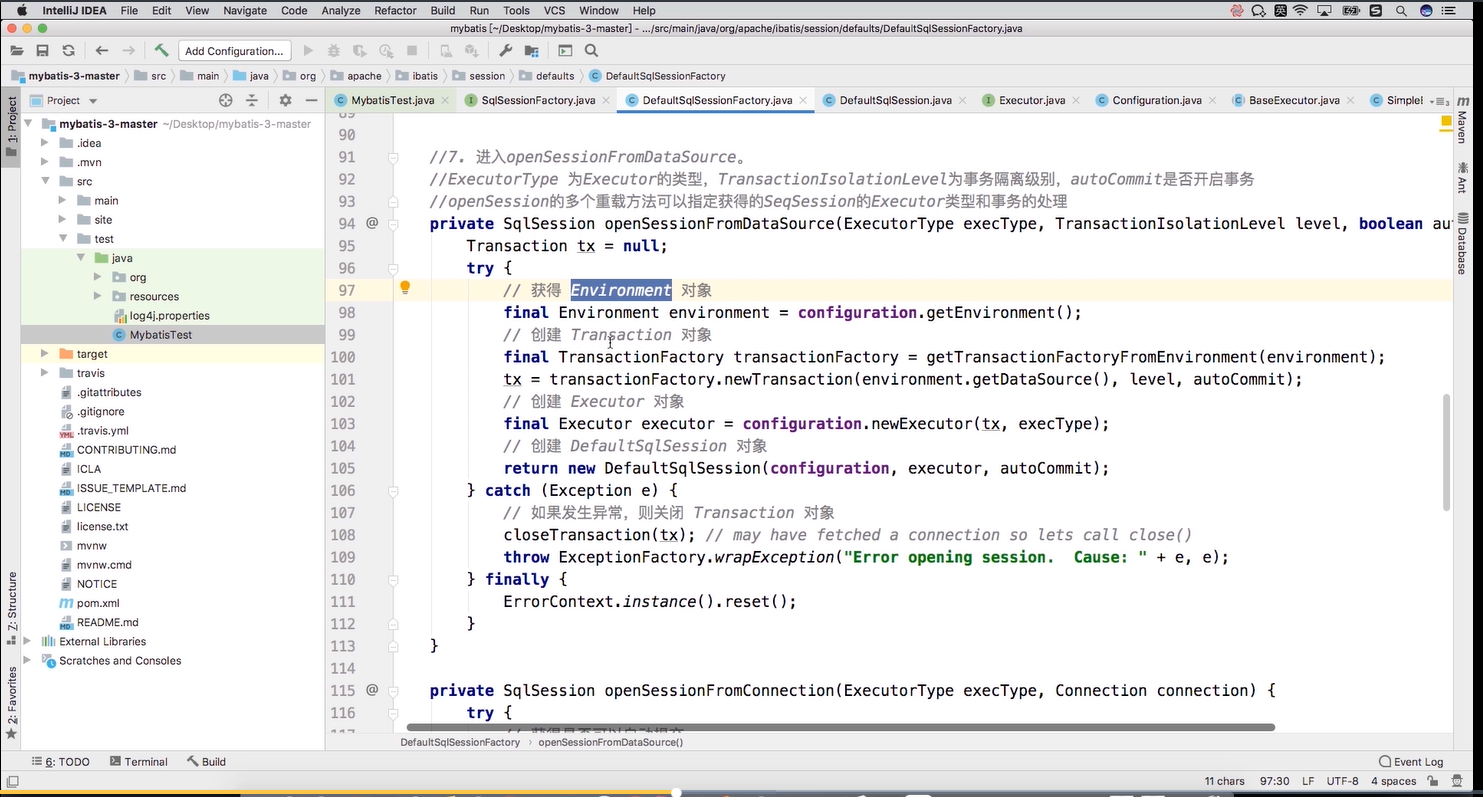 IntelliJ IDEA File Edit View Navigate Code Analyze Refactor Build Run Tools VCS Window Help
mybatis [~/Desktop/mybatis-3-master] - .../src/main/java/org/apache/ibatis/session/defaults/DefaultSqlSessionFactory.java
Add Configuration...
mybatis-3-master src main java org apache ibatis session defaults DefaultSqlSessionFactory
Project
MybatisTest.java SqlSessionFactory.java DefaultSqlSessionFactory.java DefaultSqlSession.java Executor.java Configuration.java BaseExecutor.java
1: Project
Z: Structure
2: Favorites
Maven
Ant
Database
mybatis-3-master ~/Desktop/mybatis-3-master
.idea
.mvn
src
main
site
test
java
org
resources
log4j.properties
MybatisTest
target
travis
.gitattributes
.gitignore
.travis.yml
CONTRIBUTING.md
ICLA
ISSUE_TEMPLATE.md
LICENSE
license.txt
mvnw
mvnw.cmd
NOTICE
pom.xml
README.md
External Libraries
Scratches and Consoles
89
90
91 //7. 进入openSessionFromDataSource。
92 //ExecutorType 为Executor的类型，TransactionIsolationLevel为事务隔离级别，autoCommit是否开启事务
93 //openSession的多个重载方法可以指定获得的SeqSession的Executor类型和事务的处理
94 @ private SqlSession openSessionFromDataSource(ExecutorType execType, TransactionIsolationLevel level, boolean au
95 Transaction tx = null;
96 try {
97 // 获得 Environment 对象
98 final Environment environment = configuration.getEnvironment();
99 // 创建 Transaction 对象
100 final TransactionFactory transactionFactory = getTransactionFactoryFromEnvironment(environment);
101 tx = transactionFactory.newTransaction(environment.getDataSource(), level, autoCommit);
102 // 创建 Executor 对象
103 final Executor executor = configuration.newExecutor(tx, execType);
104 // 创建 DefaultSqlSession 对象
105 return new DefaultSqlSession(configuration, executor, autoCommit);
106 } catch (Exception e) {
107 // 如果发生异常，则关闭 Transaction 对象
108 closeTransaction(tx); // may have fetched a connection so lets call close()
109 throw ExceptionFactory.wrapException("Error opening session.  Cause: " + e, e);
110 } finally {
111 ErrorContext.instance().reset();
112 }
113 }
114
115 @ private SqlSession openSessionFromConnection(ExecutorType execType, Connection connection) {
116 try {
DefaultSqlSessionFactory › openSessionFromDataSource()
6: TODO Terminal Build Event Log
11 chars 97:30 LF UTF-8 4 spaces